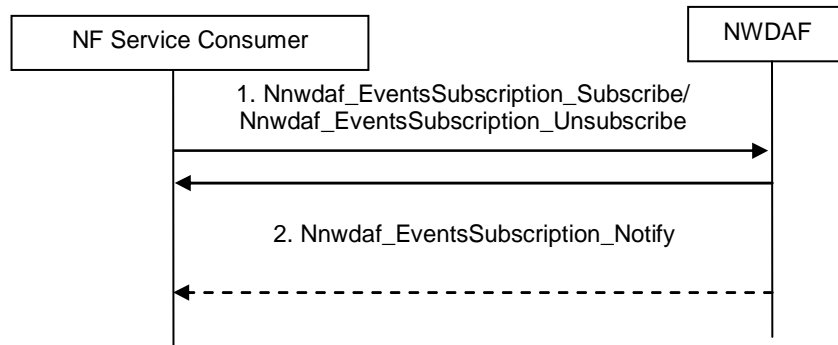 NF Service Consumer
NWDAF
1. Nnwdaf_EventsSubscription_Subscribe/
Nnwdaf_EventsSubscription_Unsubscribe
2. Nnwdaf_EventsSubscription_Notify